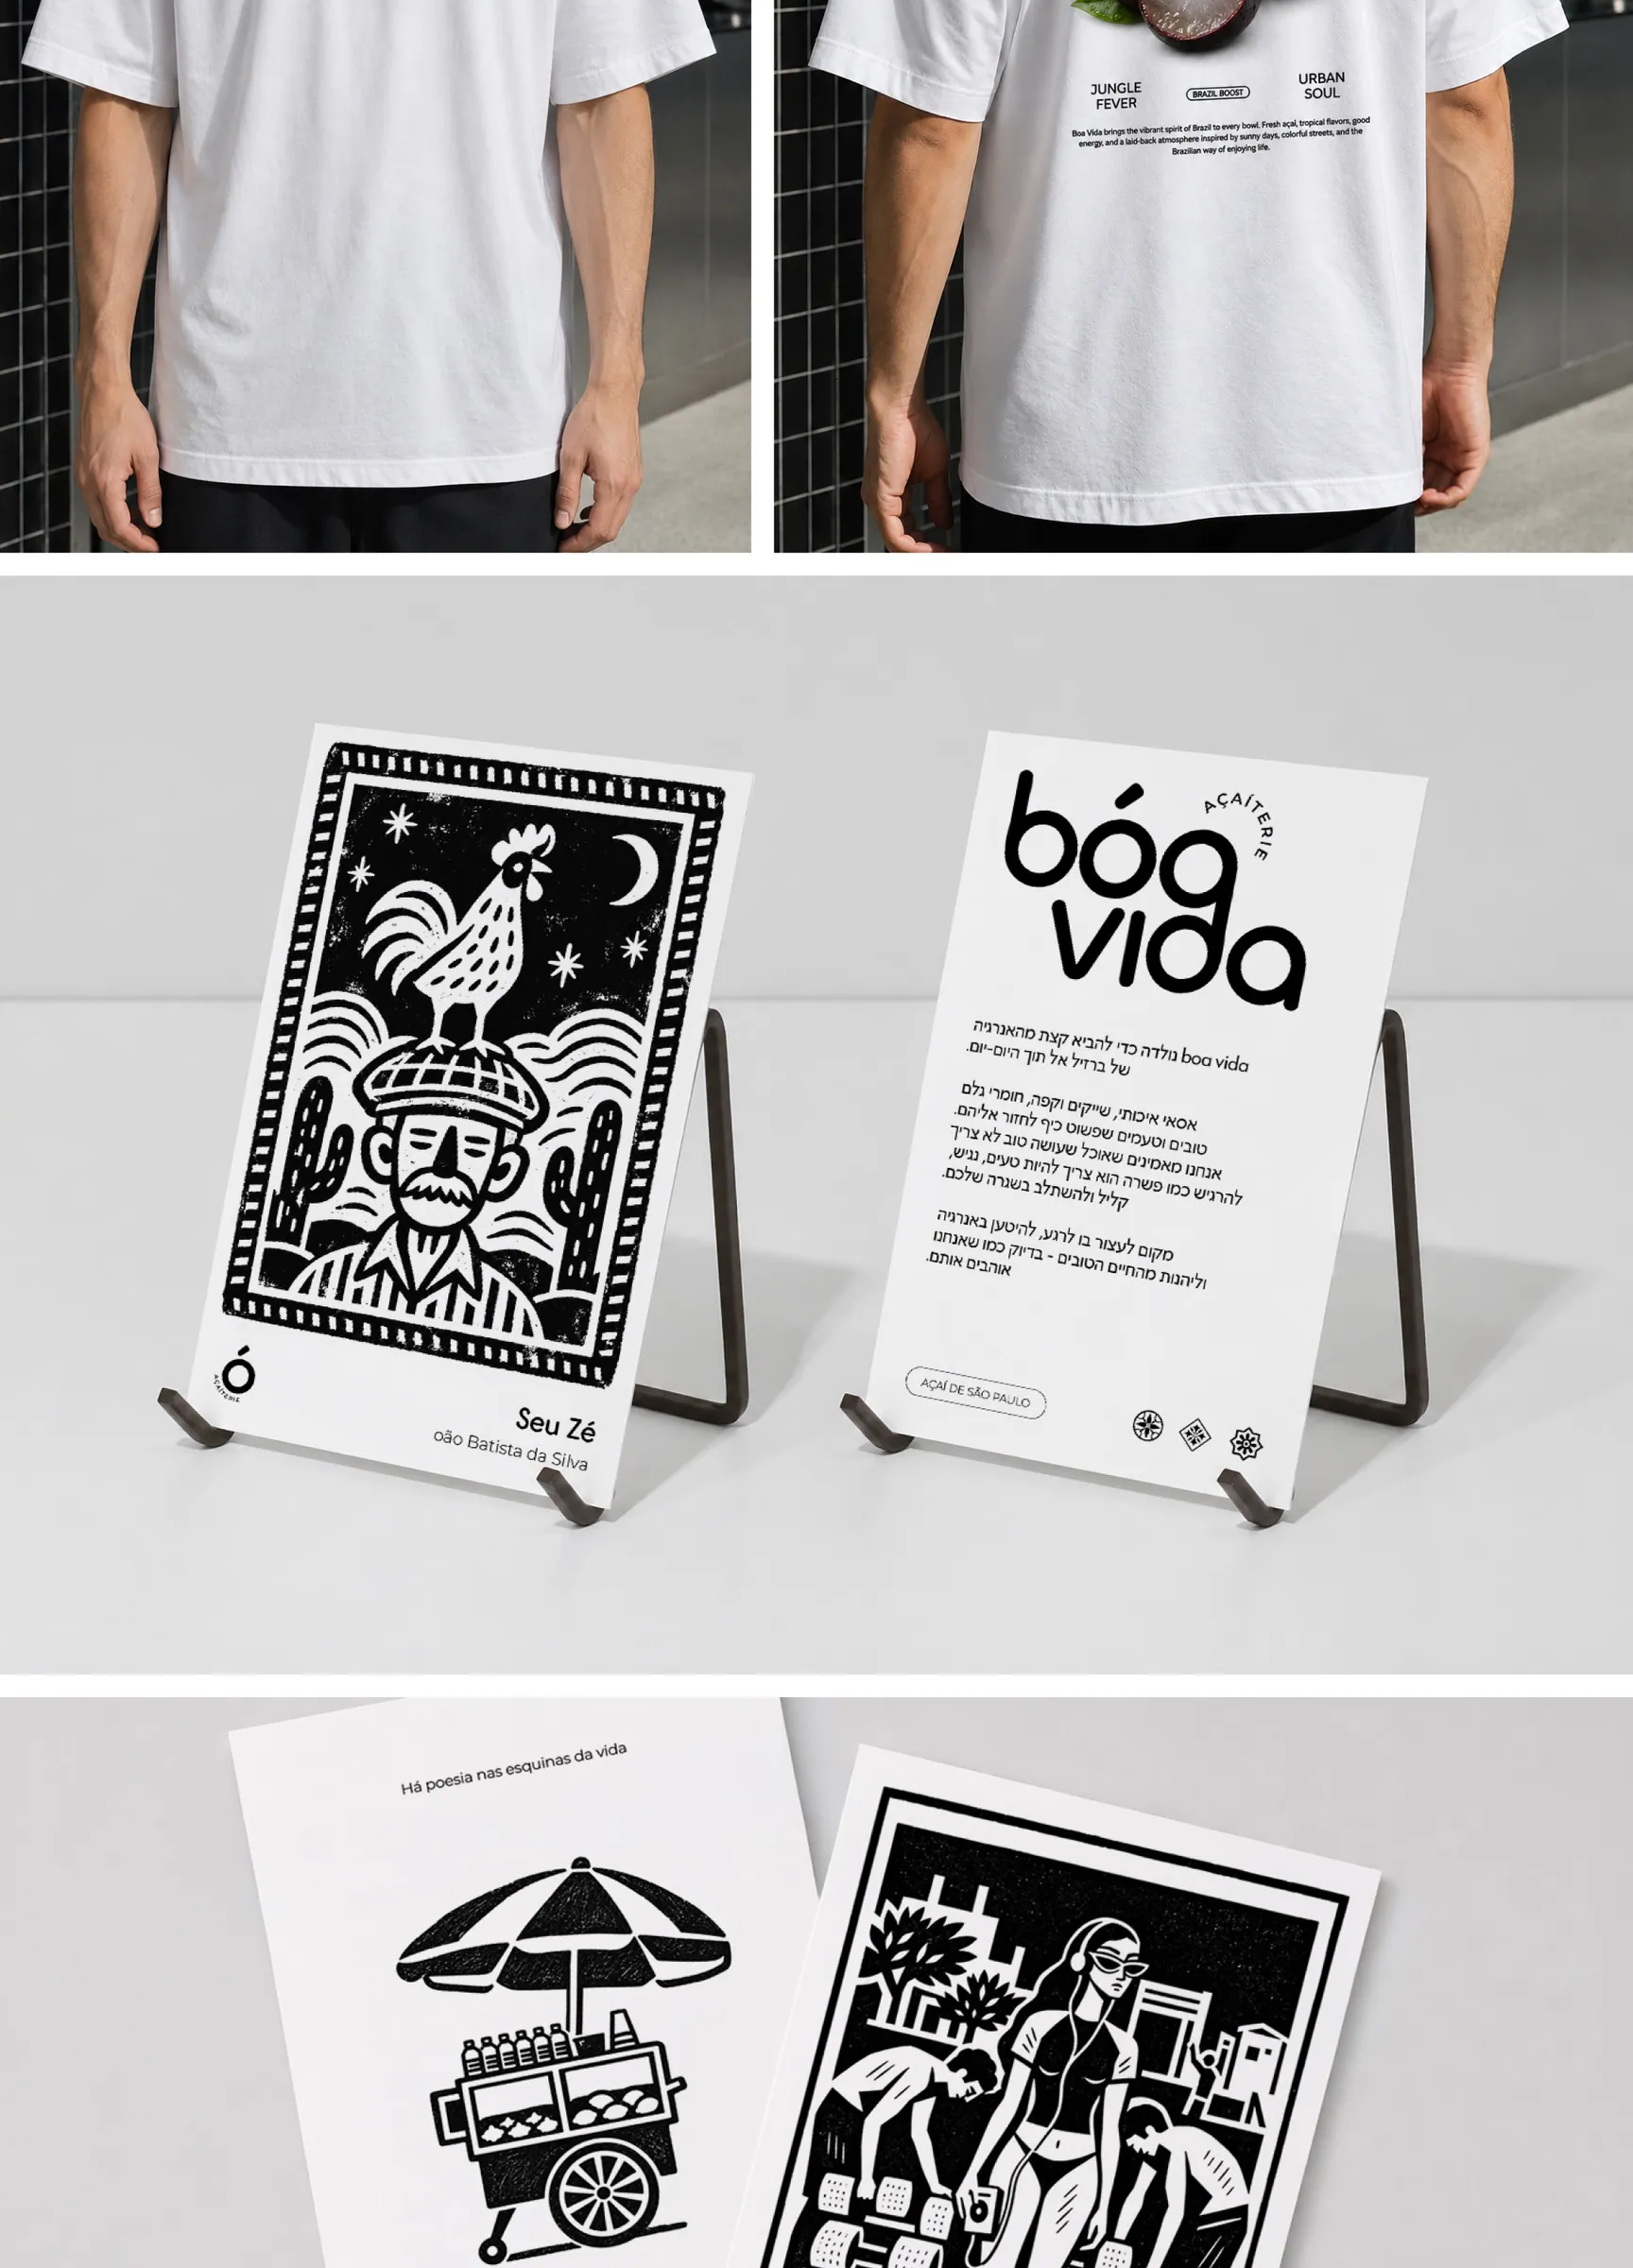 JUNGLE
FEVER
BRAZIL BOOST
URBAN
SOUL
Boa Vida brings the vibrant spirit of Brazil to every bowl. Fresh açaí, tropical flavors, good
energy, and a laid-back atmosphere inspired by sunny days, colorful streets, and the
Brazilian way of enjoying life.
Ó
AÇAÍTERIE
Seu Zé
oão Batista da Silva
bóa
AÇAÍTERIE
vida
boa vida נולדה כדי להביא קצת מהאנרגיה
של ברזיל אל תוך היום-יום.
אסאי איכותי, שייקים וקפה, חומרי גלם
טובים וטעמים שפשוט כיף לחזור אליהם.
אנחנו מאמינים שאוכל שעושה טוב לא צריך
להרגיש כמו פשרה הוא צריך להיות טעים, נגיש,
קליל ולהשתלב בשגרה שלכם.
מקום לעצור בו לרגע, להיטען באנרגיה
וליהנות מהחיים הטובים - בדיוק כמו שאנחנו
אוהבים אותם.
AÇAÍ DE SÃO PAULO
Há poesia nas esquinas da vida